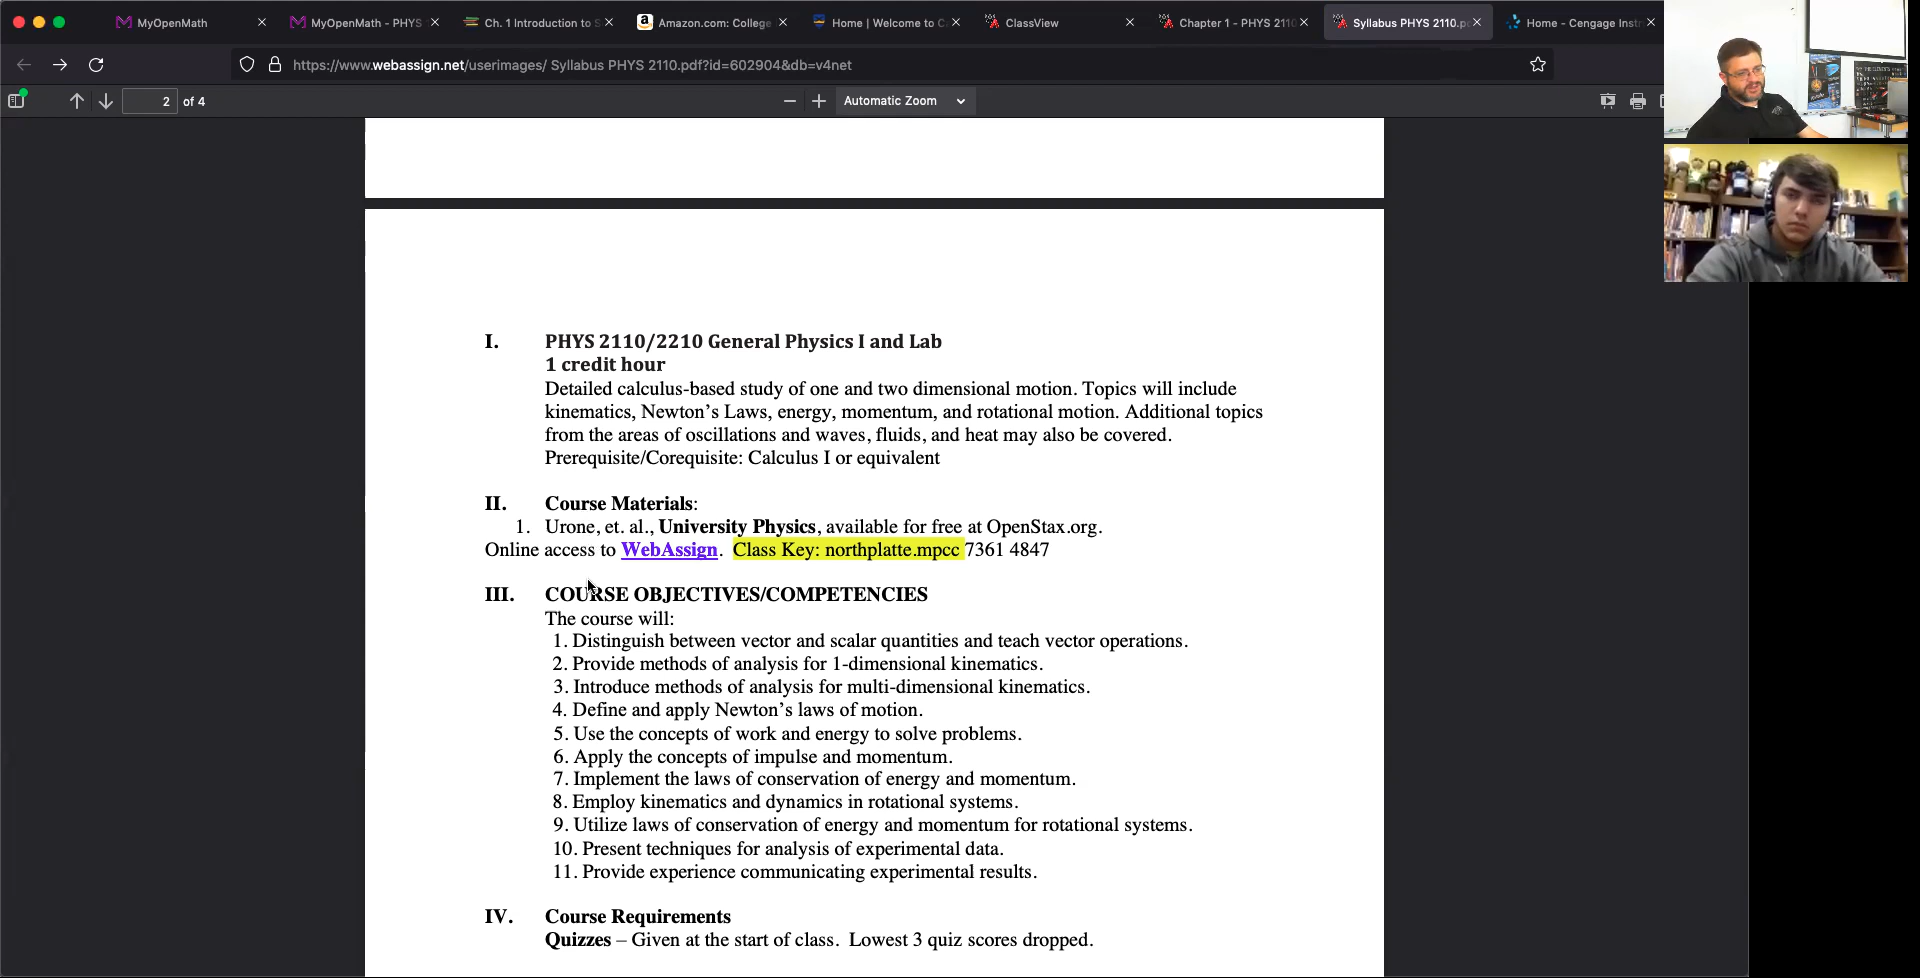 MyOpenMath
MyOpenMath - PHYS
Ch. 1 Introduction to S
Amazon.com: College
Home | Welcome to C
ClassView
Chapter 1 - PHYS 2110
Syllabus PHYS 2110.p
Home - Cengage Inst
https://www.webassign.net/userimages/ Syllabus PHYS 2110.pdf?id=602904&db=v4net
2 of 4
Automatic Zoom
I. PHYS 2110/2210 General Physics I and Lab
1 credit hour
Detailed calculus-based study of one and two dimensional motion. Topics will include
kinematics, Newton’s Laws, energy, momentum, and rotational motion. Additional topics
from the areas of oscillations and waves, fluids, and heat may also be covered.
Prerequisite/Corequisite: Calculus I or equivalent
II. Course Materials:
1. Urone, et. al., University Physics, available for free at OpenStax.org.
Online access to WebAssign. Class Key: northplatte.mpcc 7361 4847
III. COURSE OBJECTIVES/COMPETENCIES
The course will:
1. Distinguish between vector and scalar quantities and teach vector operations.
2. Provide methods of analysis for 1-dimensional kinematics.
3. Introduce methods of analysis for multi-dimensional kinematics.
4. Define and apply Newton’s laws of motion.
5. Use the concepts of work and energy to solve problems.
6. Apply the concepts of impulse and momentum.
7. Implement the laws of conservation of energy and momentum.
8. Employ kinematics and dynamics in rotational systems.
9. Utilize laws of conservation of energy and momentum for rotational systems.
10. Present techniques for analysis of experimental data.
11. Provide experience communicating experimental results.
IV. Course Requirements
Quizzes – Given at the start of class. Lowest 3 quiz scores dropped.